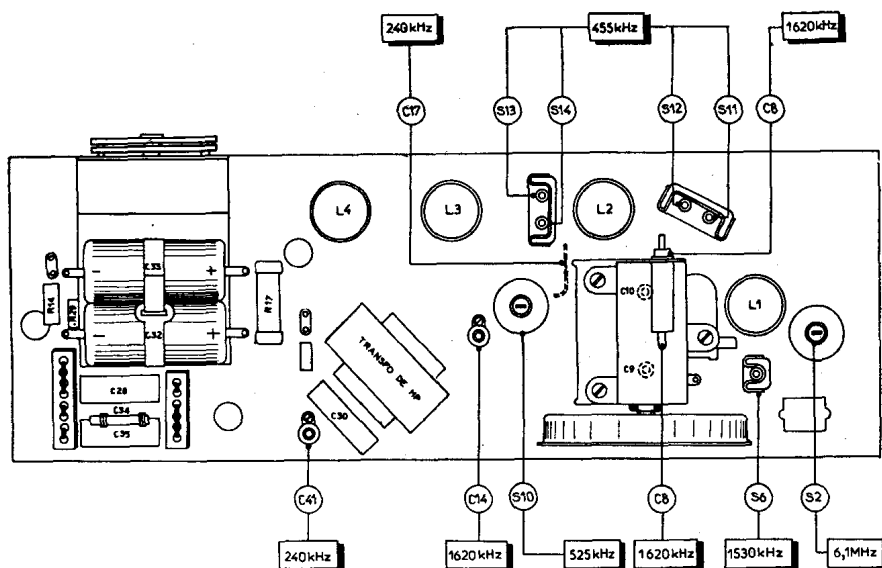 240kHz 455kHz 1620kHz
C17 S13 S14 S12 S11 C8
L4 L3 L2
C33
- +
R14 R29 R17 C10 L1
C32
- +
TRANSFO DE HP
C9
C28
C34 C30
C35
C41 C14 S10 C8 S6 S2
240kHz 1620kHz 525kHz 1620kHz 1530kHz 6,1MHz